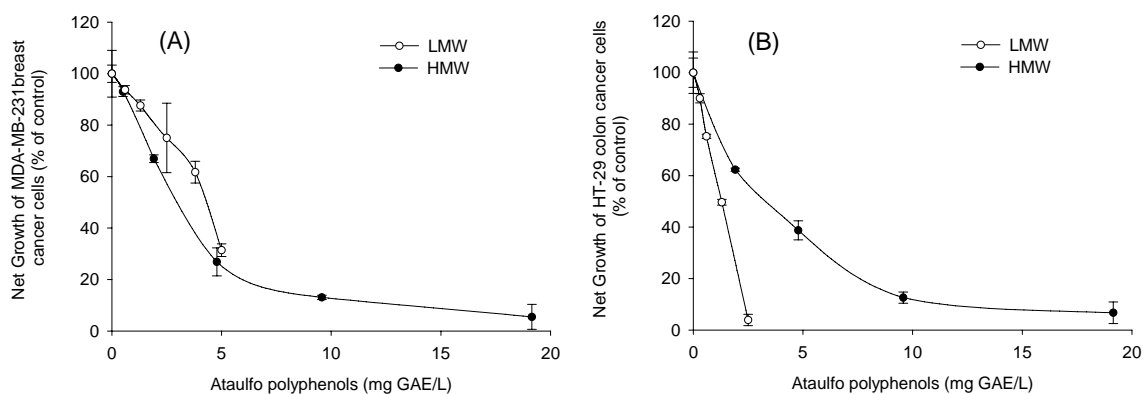 Net Growth of MDA-MB-231breast
cancer cells (% of control)
120
100
80
60
40
20
0
(A)
LMW
HMW
0
5
10
15
20
Ataulfo polyphenols (mg GAE/L)
Net Growth of HT-29 colon cancer cells
(% of control)
120
100
80
60
40
20
0
(B)
LMW
HMW
0
5
10
15
20
Ataulfo polyphenols (mg GAE/L)